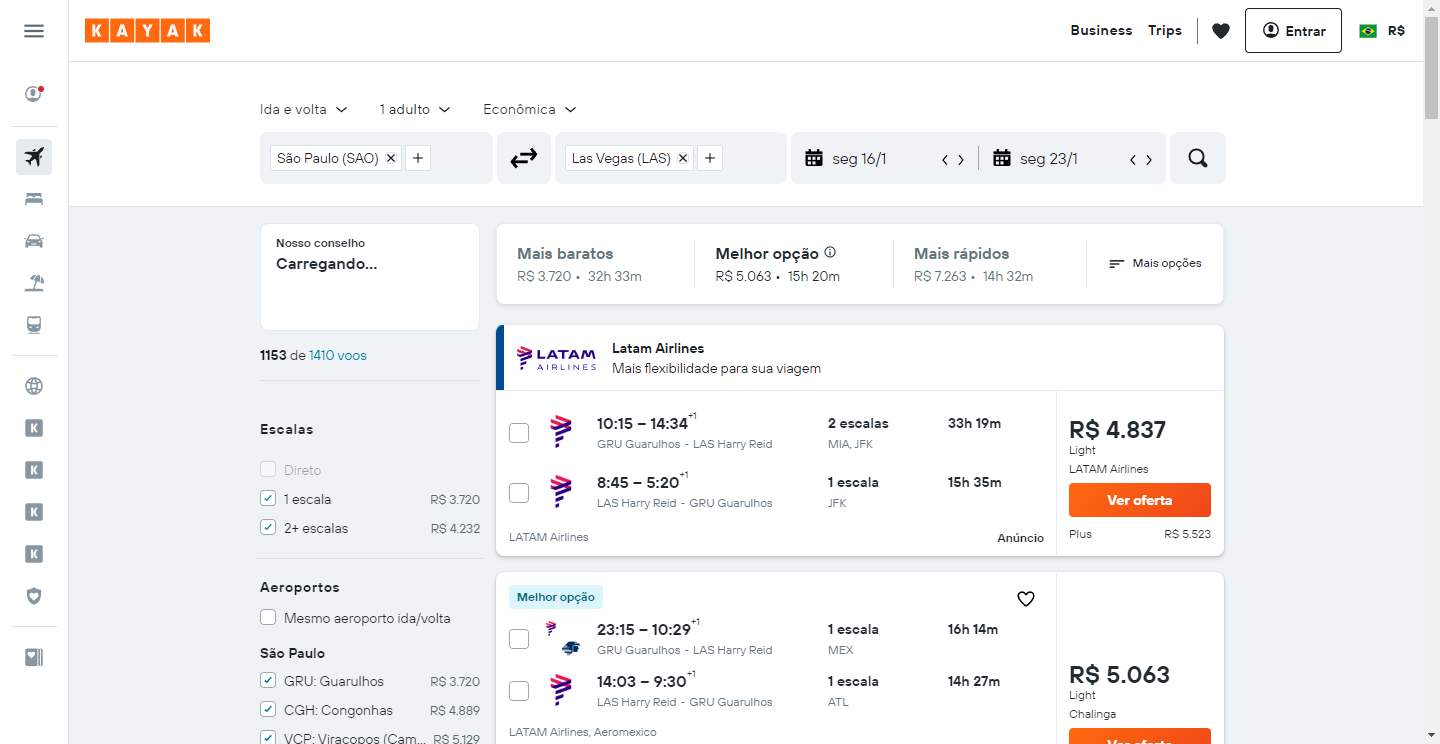 KAYAK
Business
Trips
Entrar
R$
Ida e volta
1 adulto
Econômica
São Paulo (SAO)
Las Vegas (LAS)
seg 16/1
seg 23/1
Nosso conselho
Carregando...
1153 de 1410 voos
Escalas
Direto
1 escala R$ 3.720
2+ escalas R$ 4.232
Aeroportos
Mesmo aeroporto ida/volta
São Paulo
GRU: Guarulhos R$ 3.720
CGH: Congonhas R$ 4.889
VCP: Viracopos (Cam... R$ 5.129
Mais baratos
R$ 3.720 • 32h 33m
Melhor opção
R$ 5.063 • 15h 20m
Mais rápidos
R$ 7.263 • 14h 32m
Mais opções
LATAM AIRLINES
Latam Airlines
Mais flexibilidade para sua viagem
10:15 – 14:34+1 2 escalas 33h 19m
GRU Guarulhos - LAS Harry Reid MIA, JFK
8:45 – 5:20+1 1 escala 15h 35m
LAS Harry Reid - GRU Guarulhos JFK
LATAM Airlines Anúncio
R$ 4.837
Light
LATAM Airlines
Ver oferta
Plus R$ 5.523
Melhor opção
23:15 – 10:29+1 1 escala 16h 14m
GRU Guarulhos - LAS Harry Reid MEX
14:03 – 9:30+1 1 escala 14h 27m
LAS Harry Reid - GRU Guarulhos ATL
LATAM Airlines, Aeromexico
R$ 5.063
Light
Chalinga
Ver oferta
K
K
K
K